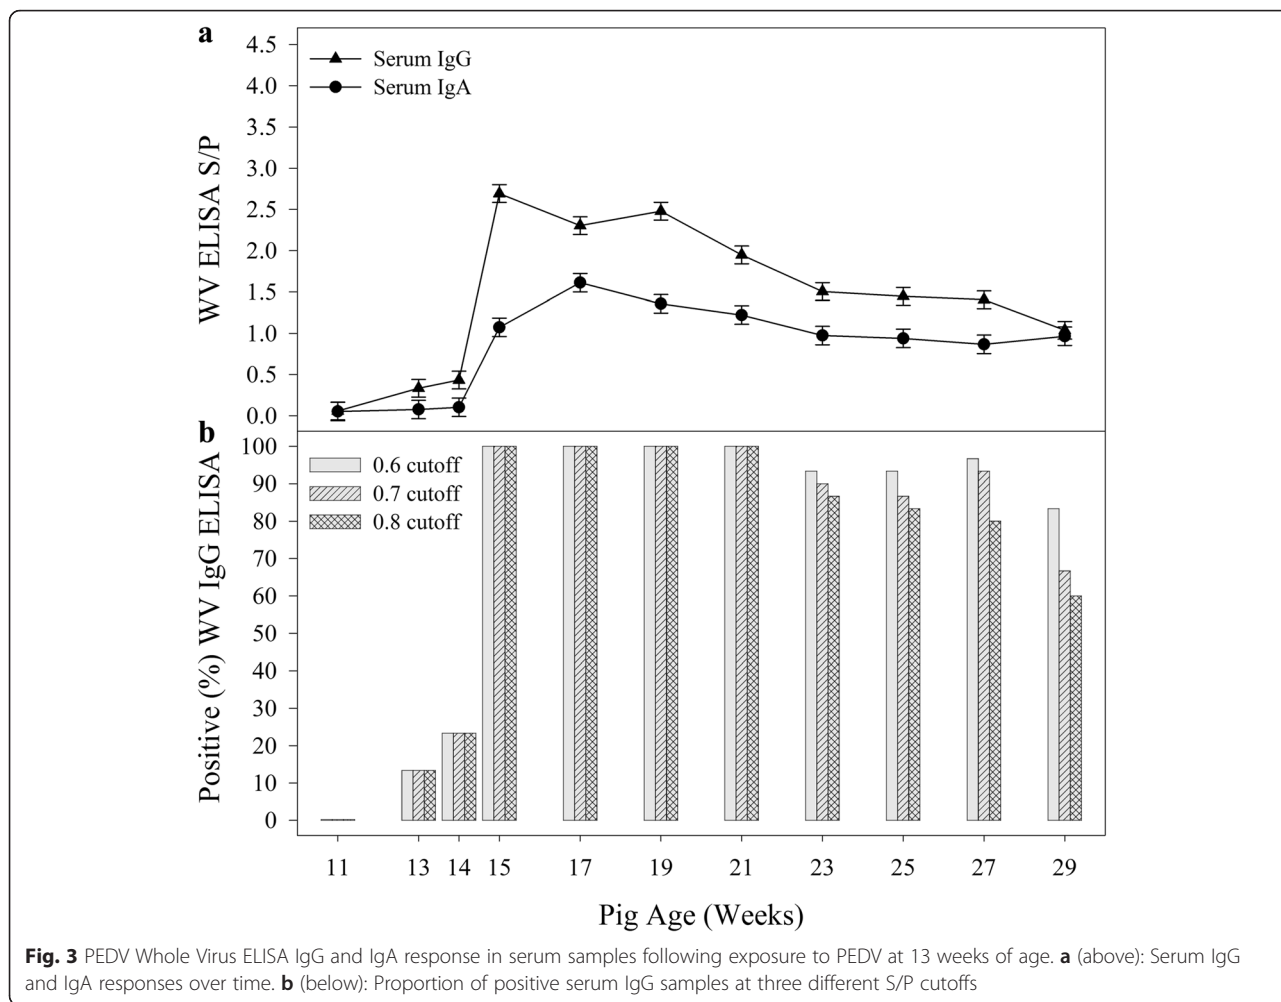 a
4.5
4.0
3.5
3.0
2.5
2.0
1.5
1.0
0.5
0.0
WV ELISA S/P
Serum IgG
Serum IgA
b
100
90
80
70
60
50
40
30
20
10
0
Positive (%) WV IgG ELISA
0.6 cutoff
0.7 cutoff
0.8 cutoff
11 13 14 15 17 19 21 23 25 27 29
Pig Age (Weeks)
Fig. 3 PEDV Whole Virus ELISA IgG and IgA response in serum samples following exposure to PEDV at 13 weeks of age. a (above): Serum IgG
and IgA responses over time. b (below): Proportion of positive serum IgG samples at three different S/P cutoffs